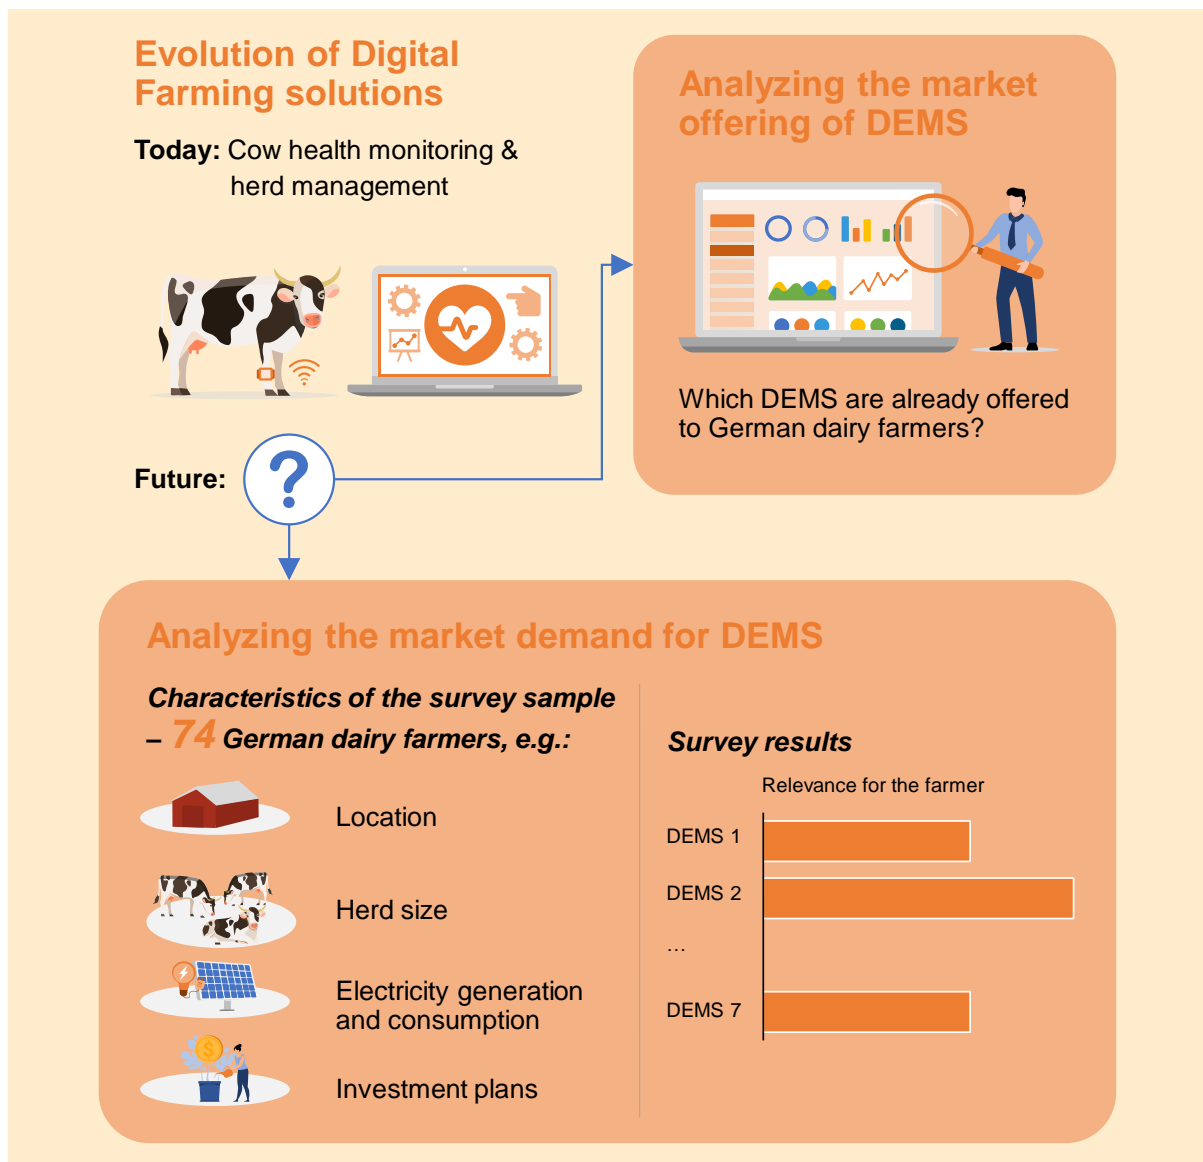 Evolution of Digital
Farming solutions
Today: Cow health monitoring &
herd management
Analyzing the market
offering of DEMS
Which DEMS are already offered
to German dairy farmers?
Future:
?
Analyzing the market demand for DEMS
Characteristics of the survey sample
– 74 German dairy farmers, e.g.:
Location
Herd size
Electricity generation
and consumption
$
Investment plans
Survey results
Relevance for the farmer
DEMS 1
DEMS 2
...
DEMS 7